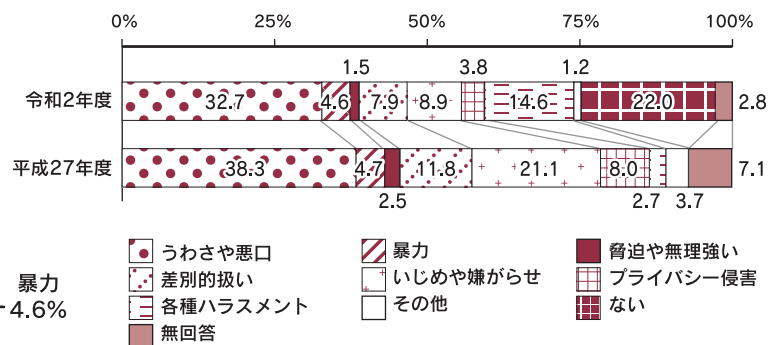 0% 25% 50% 75% 100%
1.5 3.8 1.2
令和2年度 32.7 4.6 7.9 8.9 14.6 22.0 2.8
平成27年度 38.3 4.7 11.8 21.1 8.0 7.1
2.5 2.7 3.7
うわさや悪口 暴力 脅迫や無理強い
差別的扱い いじめや嫌がらせ プライバシー侵害
各種ハラスメント その他 ない
無回答
暴力
4.6%